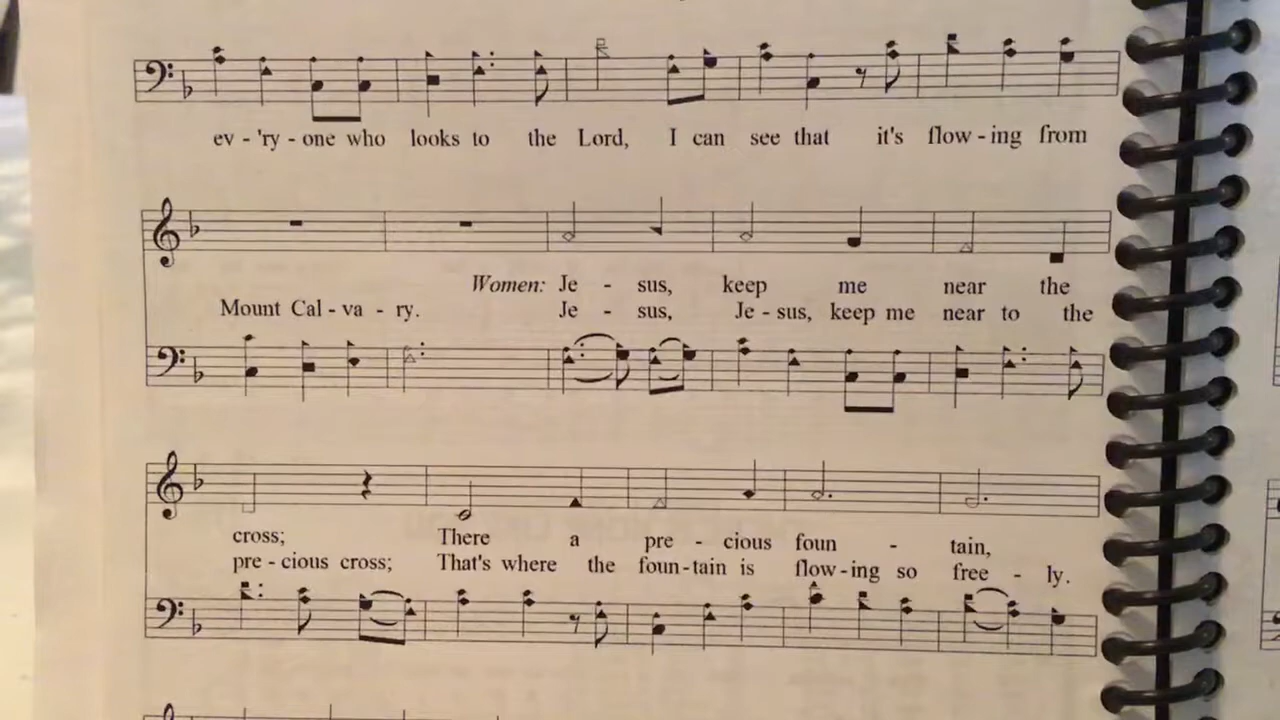 ev - 'ry - one who looks to the Lord, I can see that it's flow - ing from
Women: Je - sus, keep me near the
Mount Cal - va - ry. Je - sus, Je - sus, keep me near to the
cross; There a pre - cious foun - tain,
pre - cious cross; That's where the foun - tain is flow - ing so free - ly.